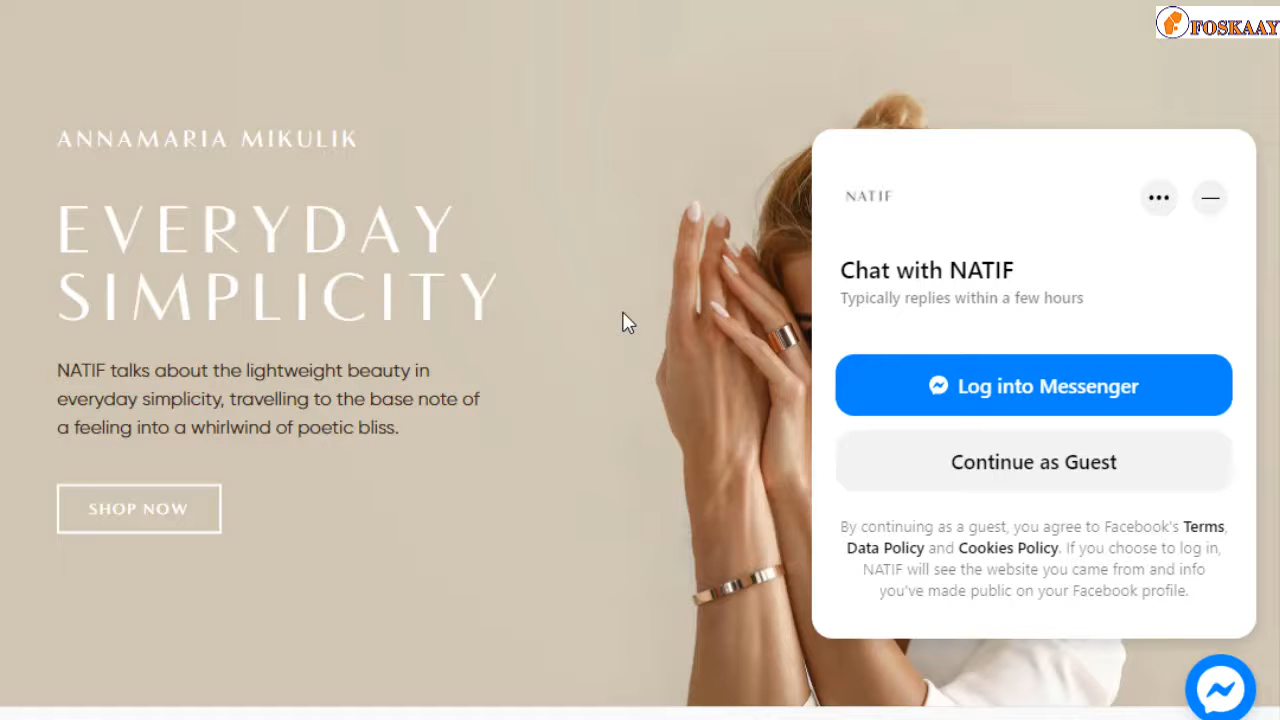 FOSKAAY
ANNAMARIA MIKULIK
EVERYDAY
SIMPLICITY
NATIF talks about the lightweight beauty in
everyday simplicity, travelling to the base note of
a feeling into a whirlwind of poetic bliss.
SHOP NOW
NATIF
Chat with NATIF
Typically replies within a few hours
Log into Messenger
Continue as Guest
By continuing as a guest, you agree to Facebook's Terms,
Data Policy and Cookies Policy. If you choose to log in,
NATIF will see the website you came from and info
you've made public on your Facebook profile.